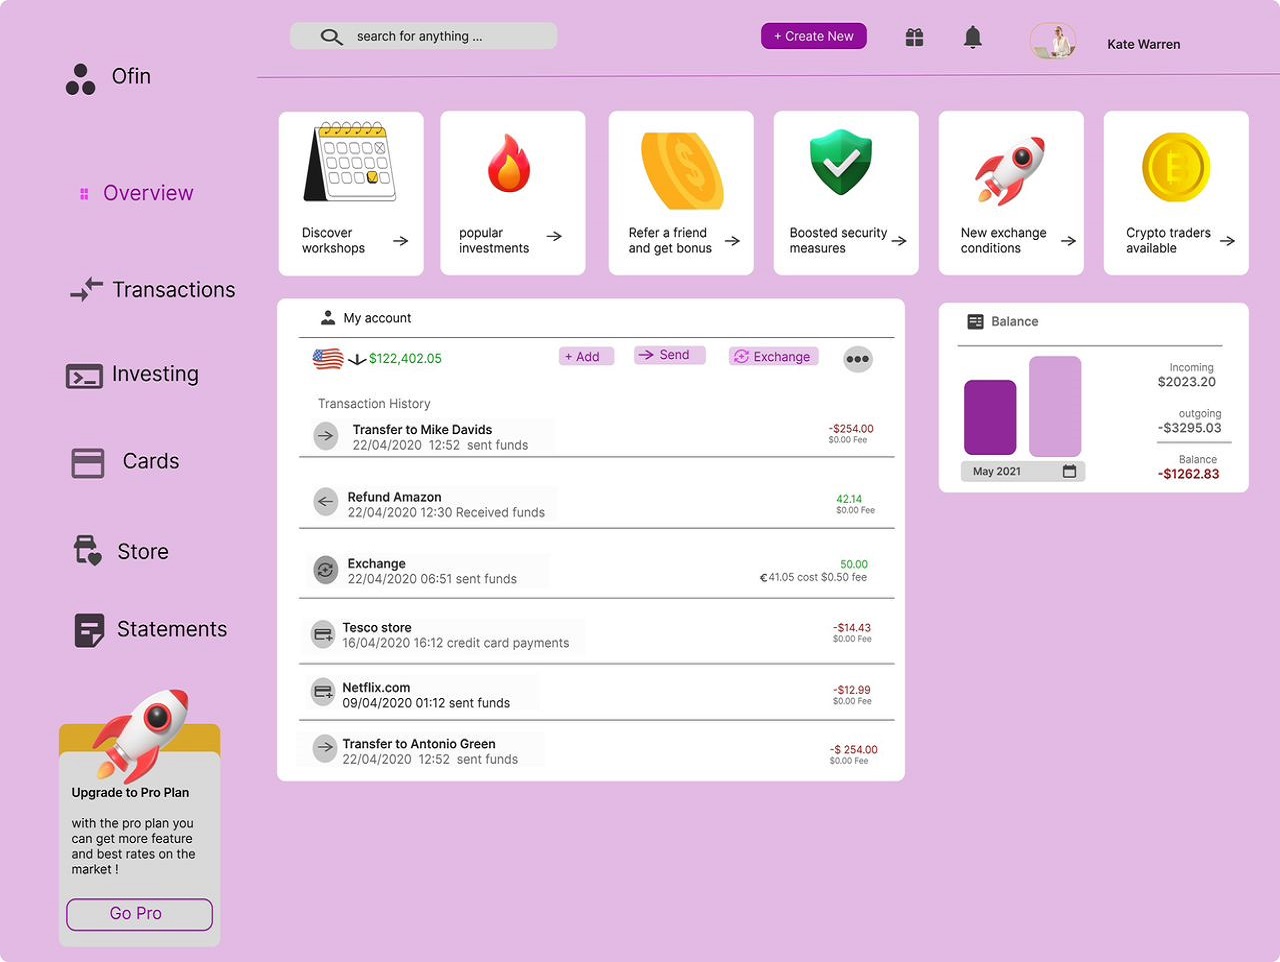 search for anything ...
+ Create New
Kate Warren
Ofin
Overview
Transactions
Investing
Cards
Store
Statements
Upgrade to Pro Plan
with the pro plan you
can get more feature
and best rates on the
market !
Go Pro
Discover
workshops
popular
investments
Refer a friend
and get bonus
Boosted security
measures
New exchange
conditions
Crypto traders
available
My account
$122,402.05
+ Add
Send
Exchange
Transaction History
Transfer to Mike Davids
22/04/2020 12:52 sent funds
-$254.00
$0.00 Fee
Refund Amazon
22/04/2020 12:30 Received funds
42.14
$0.00 Fee
Exchange
22/04/2020 06:51 sent funds
50.00
€41.05 cost $0.50 fee
Tesco store
16/04/2020 16:12 credit card payments
-$14.43
$0.00 Fee
Netflix.com
09/04/2020 01:12 sent funds
-$12.99
$0.00 Fee
Transfer to Antonio Green
22/04/2020 12:52 sent funds
-$ 254.00
$0.00 Fee
Balance
Incoming
$2023.20
outgoing
-$3295.03
Balance
-$1262.83
May 2021